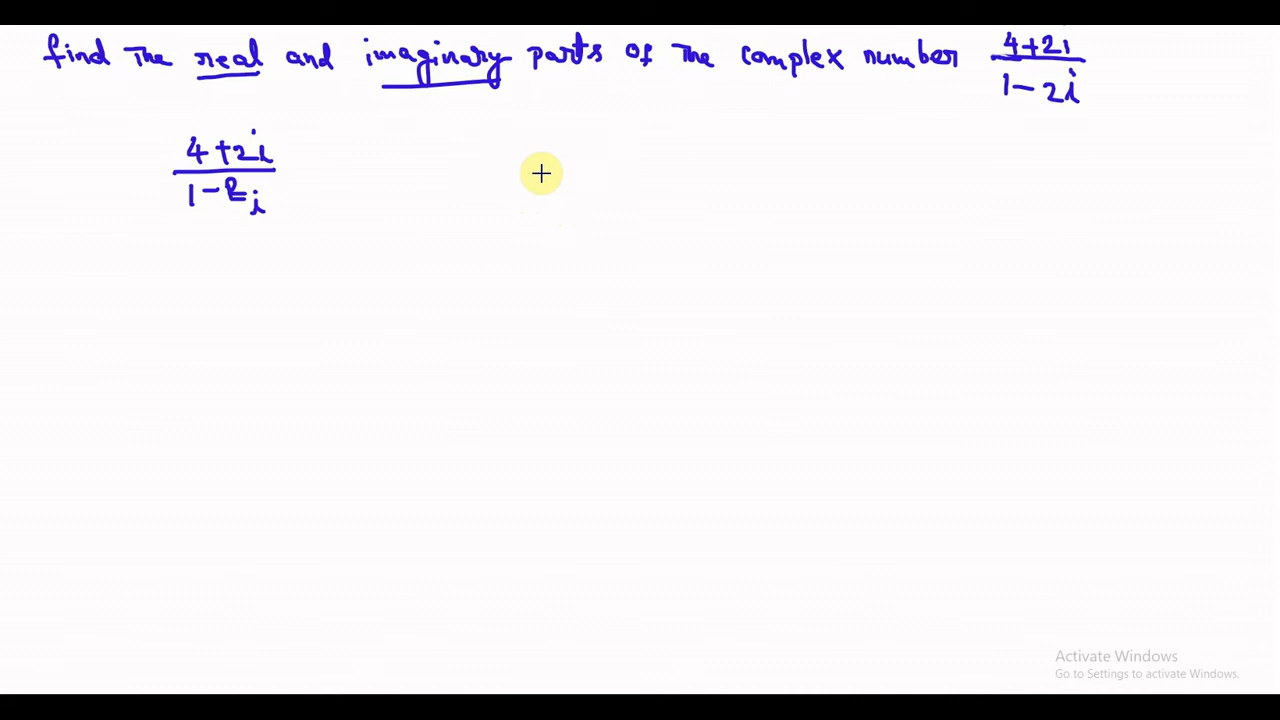 find the real and imaginary parts of the complex number 4+2i / 1-2i
4+2i
1-2i
Activate Windows
Go to Settings to activate Windows.